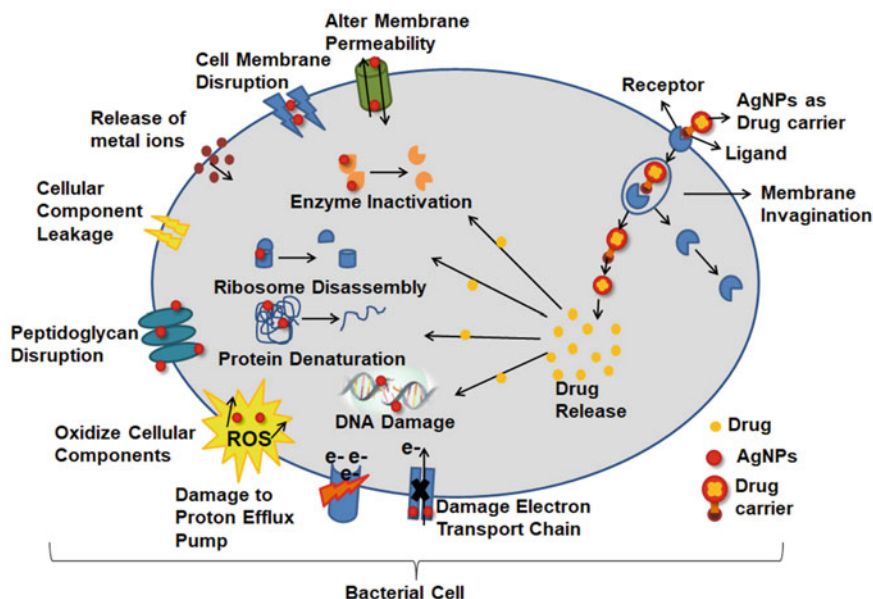 Alter Membrane
Permeability
Cell Membrane
Disruption
Receptor
AgNPs as
Drug carrier
Release of
metal ions
Ligand
Enzyme Inactivation
Membrane
Invagination
Cellular
Component
Leakage
Ribosome Disassembly
Peptidoglycan
Disruption
Protein Denaturation
Drug
Release
DNA Damage
Oxidize Cellular
Components
ROS
e-
e- e-
e-
Drug
AgNPs
Drug
carrier
Damage to
Proton Efflux
Pump
Damage Electron
Transport Chain
Bacterial Cell